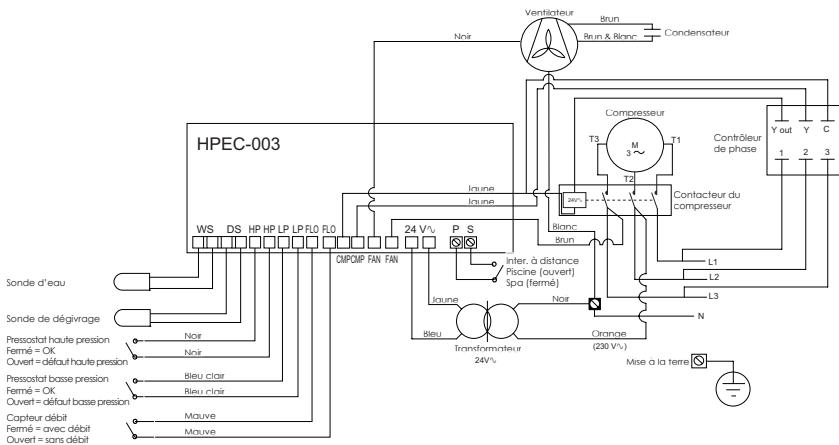 Ventilateur
Brun
Noir
Brun & Blanc
Condensateur
Compresseur
Contrôleur
de phase
Y out Y C
1 2 3
T3
M
3 ~
T1
T2
HPEC-003
Jaune
Jaune
24V∿
Contacteur du
compresseur
Blanc
Brun
WS DS HP HP LP LP FLO FLO
CMP CMP FAN FAN
24 V∿
P S
Inter. à distance
Piscine (ouvert)
Spa (fermé)
L1
L2
L3
N
Sonde d'eau
Sonde de dégivrage
Jaune
Bleu
Noir
Orange
(230 V∿)
Transformateur
24V∿
Mise à la terre
Pressostat haute pression
Fermé = OK
Ouvert = défaut haute pression
Noir
Noir
Pressostat basse pression
Fermé = OK
Ouvert = défaut basse pression
Bleu clair
Bleu clair
Capteur débit
Fermé = avec débit
Ouvert = sans débit
Mauve
Mauve